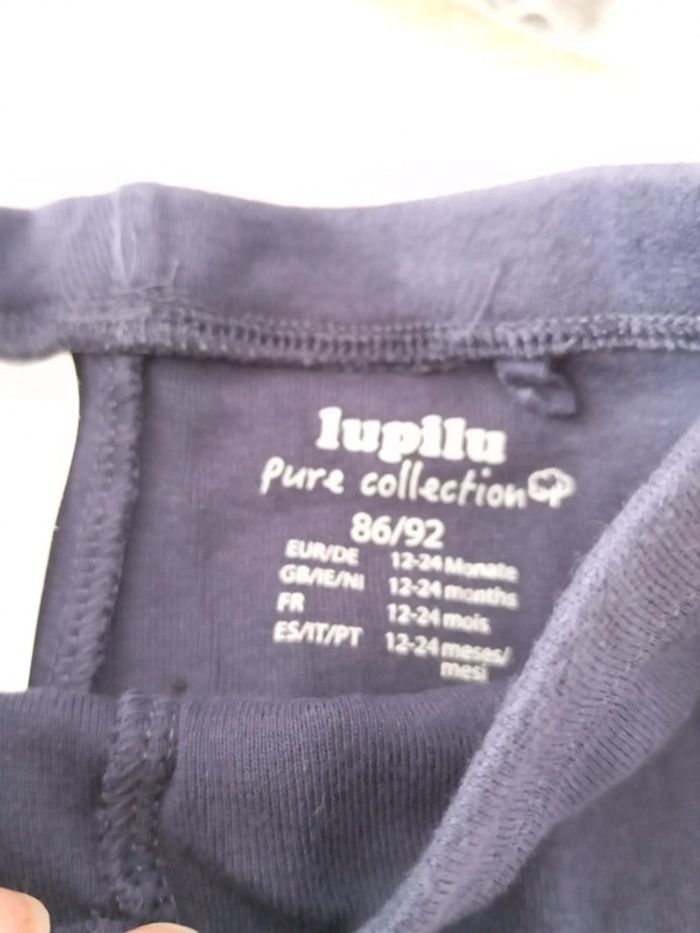 lupilu
pure collection
86/92
EUR/DE 12-24 Monate
GB/IE/NI 12-24 months
FR 12-24 mois
ES/IT/PT 12-24 meses/
mesi